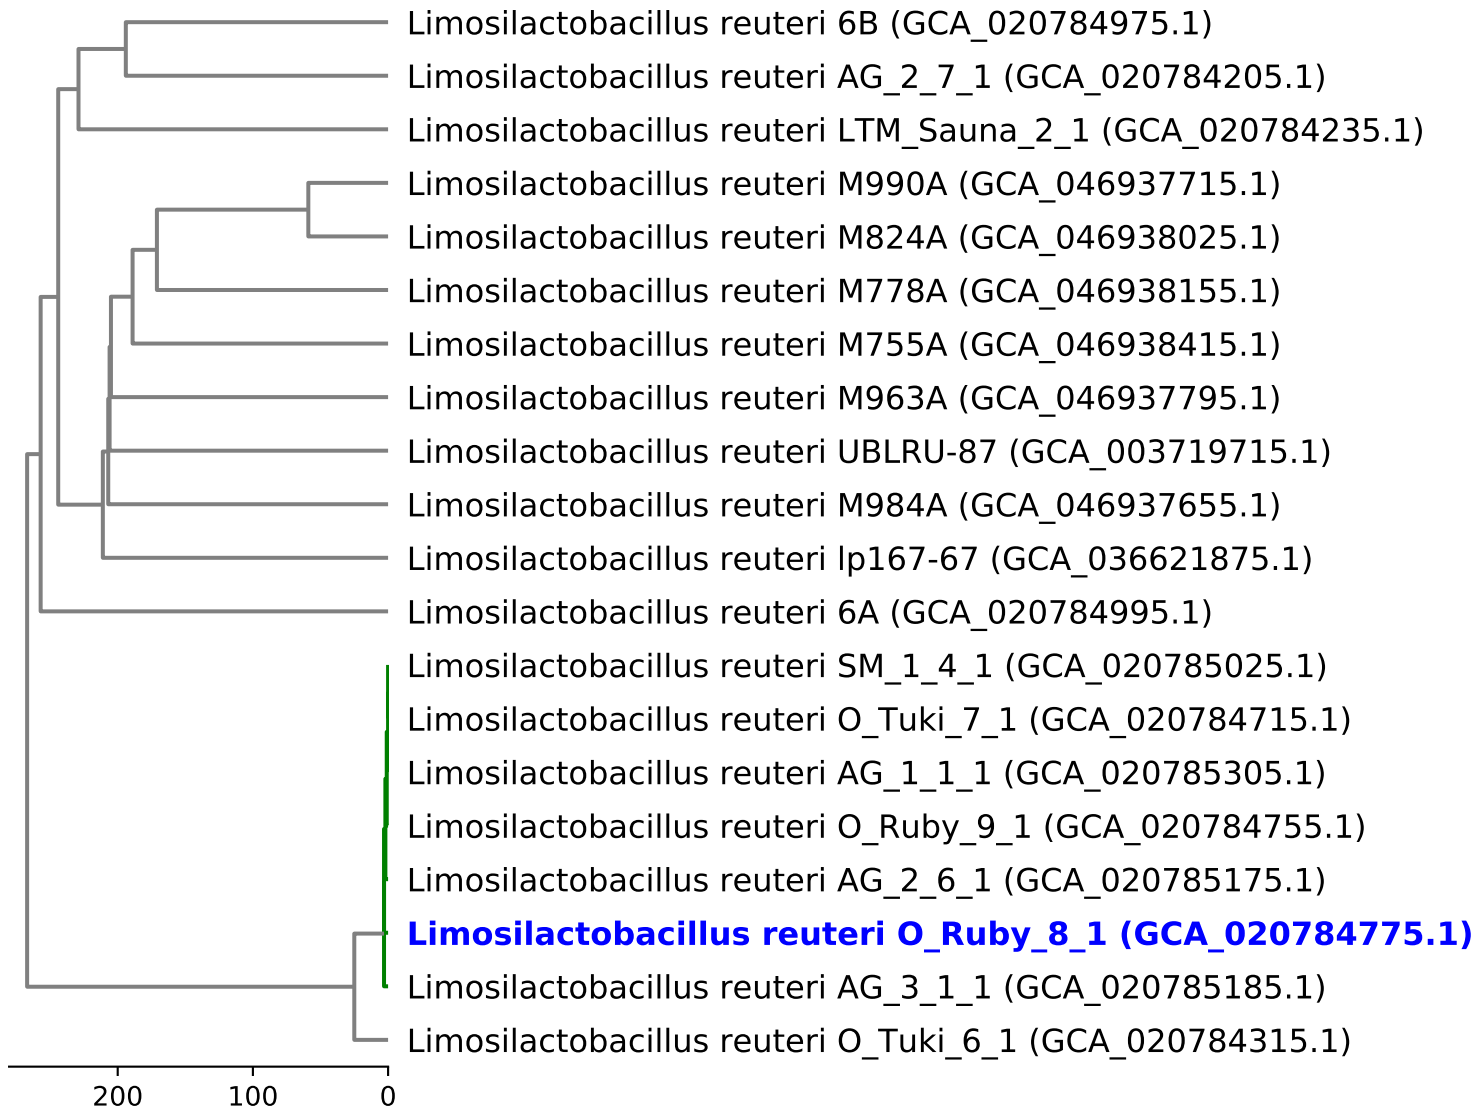 Limosilactobacillus reuteri 6B (GCA_020784975.1)
Limosilactobacillus reuteri AG_2_7_1 (GCA_020784205.1)
Limosilactobacillus reuteri LTM_Sauna_2_1 (GCA_020784235.1)
Limosilactobacillus reuteri M990A (GCA_046937715.1)
Limosilactobacillus reuteri M824A (GCA_046938025.1)
Limosilactobacillus reuteri M778A (GCA_046938155.1)
Limosilactobacillus reuteri M755A (GCA_046938415.1)
Limosilactobacillus reuteri M963A (GCA_046937795.1)
Limosilactobacillus reuteri UBLRU-87 (GCA_003719715.1)
Limosilactobacillus reuteri M984A (GCA_046937655.1)
Limosilactobacillus reuteri lp167-67 (GCA_036621875.1)
Limosilactobacillus reuteri 6A (GCA_020784995.1)
Limosilactobacillus reuteri SM_1_4_1 (GCA_020785025.1)
Limosilactobacillus reuteri O_Tuki_7_1 (GCA_020784715.1)
Limosilactobacillus reuteri AG_1_1_1 (GCA_020785305.1)
Limosilactobacillus reuteri O_Ruby_9_1 (GCA_020784755.1)
Limosilactobacillus reuteri AG_2_6_1 (GCA_020785175.1)
Limosilactobacillus reuteri O_Ruby_8_1 (GCA_020784775.1)
Limosilactobacillus reuteri AG_3_1_1 (GCA_020785185.1)
Limosilactobacillus reuteri O_Tuki_6_1 (GCA_020784315.1)
200 100 0